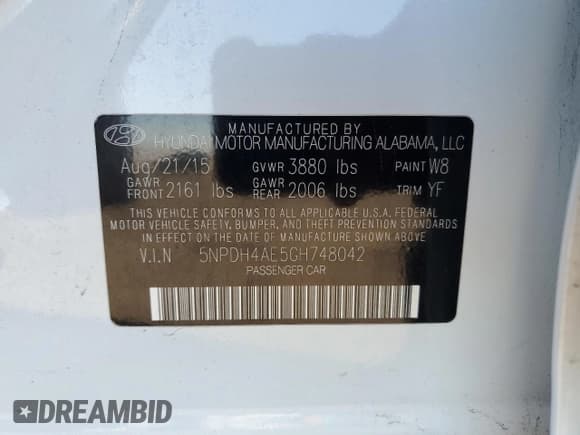 MANUFACTURED BY
HYUNDAI MOTOR MANUFACTURING ALABAMA, LLC
Aug/21/15 GVWR 3880 lbs PAINT W8
GAWR FRONT 2161 lbs GAWR REAR 2006 lbs TRIM YF
THIS VEHICLE CONFORMS TO ALL APPLICABLE U.S.A. FEDERAL
MOTOR VEHICLE SAFETY, BUMPER, AND THEFT PREVENTION STANDARDS
IN EFFECT ON THE DATE OF MANUFACTURE SHOWN ABOVE.
V.I.N 5NPDH4AE5GH748042
PASSENGER CAR
DREAMBID